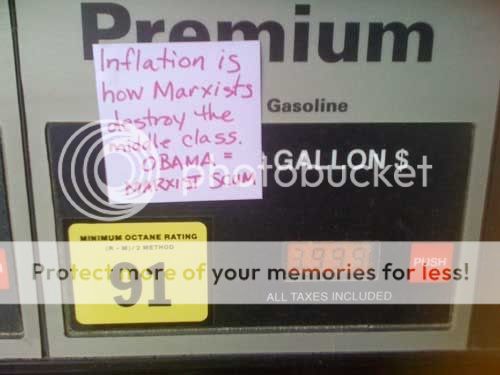 Premium
Inflation is
how Marxists
destroy the
middle class.
OBAMA =
MARXIST SCUM
Gasoline
GALLON $
photobucket
MINIMUM OCTANE RATING
(R + M)/2 METHOD
91
3999
PUSH
Protect more of your memories for less!
ALL TAXES INCLUDED